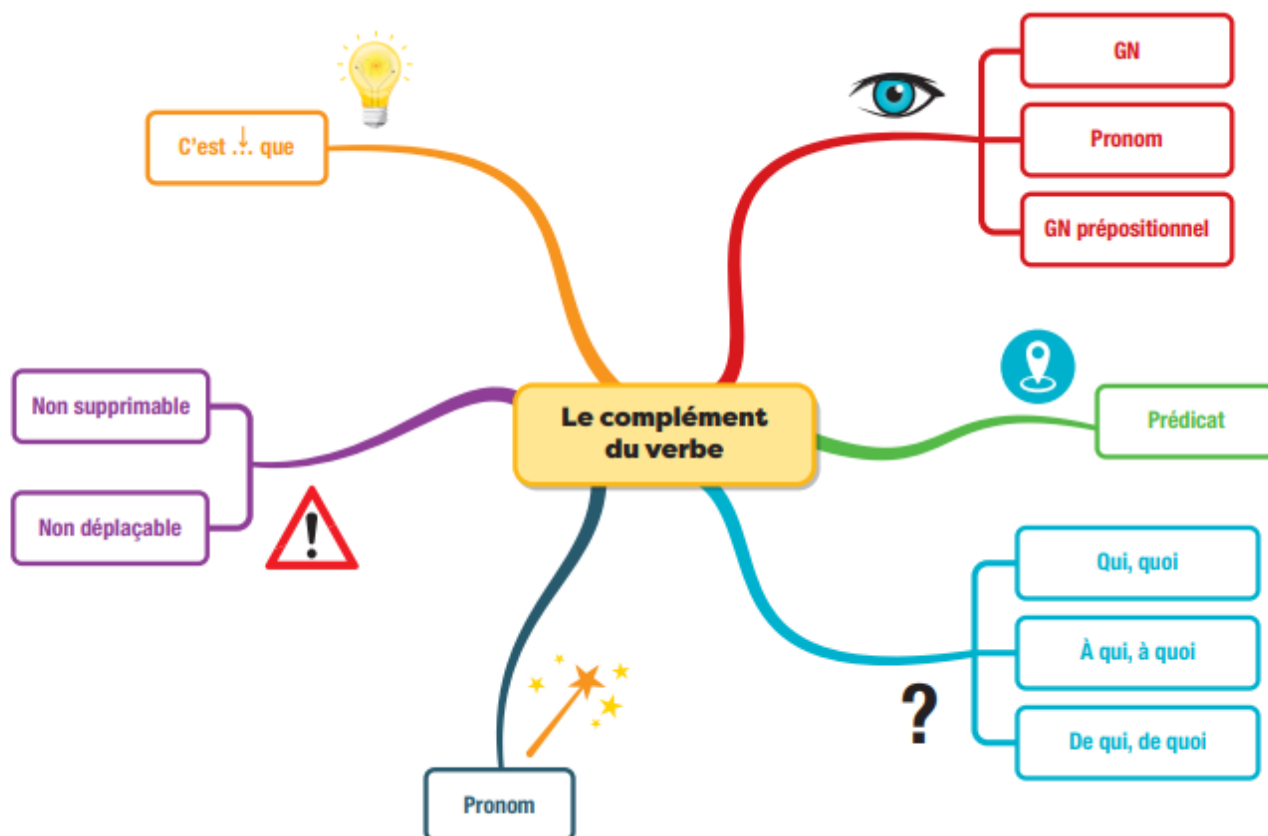 GN
C'est ... que
Pronom
GN prépositionnel
Le complément
du verbe
Non supprimable
Prédicat
Non déplaçable
Qui, quoi
À qui, à quoi
?
De qui, de quoi
Pronom